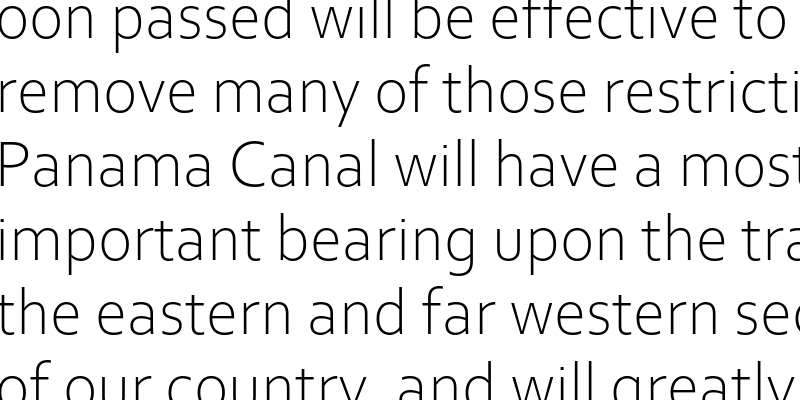 oon passed will be effective to
remove many of those restricti
Panama Canal will have a most
important bearing upon the tra
the eastern and far western sec
of our country, and will greatly